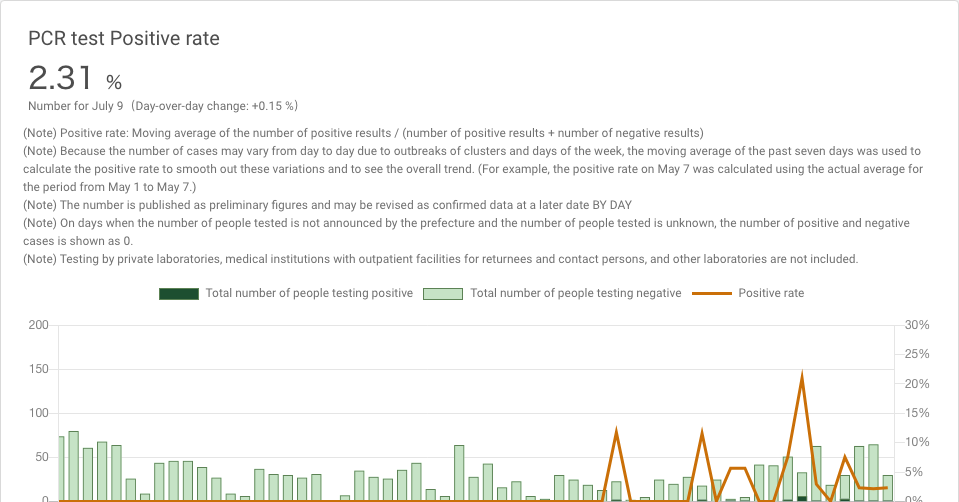 PCR test Positive rate
2.31 %
Number for July 9（Day-over-day change: +0.15 %）
(Note) Positive rate: Moving average of the number of positive results / (number of positive results + number of negative results)
(Note) Because the number of cases may vary from day to day due to outbreaks of clusters and days of the week, the moving average of the past seven days was used to
calculate the positive rate to smooth out these variations and to see the overall trend. (For example, the positive rate on May 7 was calculated using the actual average for
the period from May 1 to May 7.)
(Note) The number is published as preliminary figures and may be revised as confirmed data at a later date BY DAY
(Note) On days when the number of people tested is not announced by the prefecture and the number of people tested is unknown, the number of positive and negative
cases is shown as 0.
(Note) Testing by private laboratories, medical institutions with outpatient facilities for returnees and contact persons, and other laboratories are not included.
Total number of people testing positive Total number of people testing negative Positive rate
200 30%
25%
150
20%
100 15%
10%
50
5%
0 0%